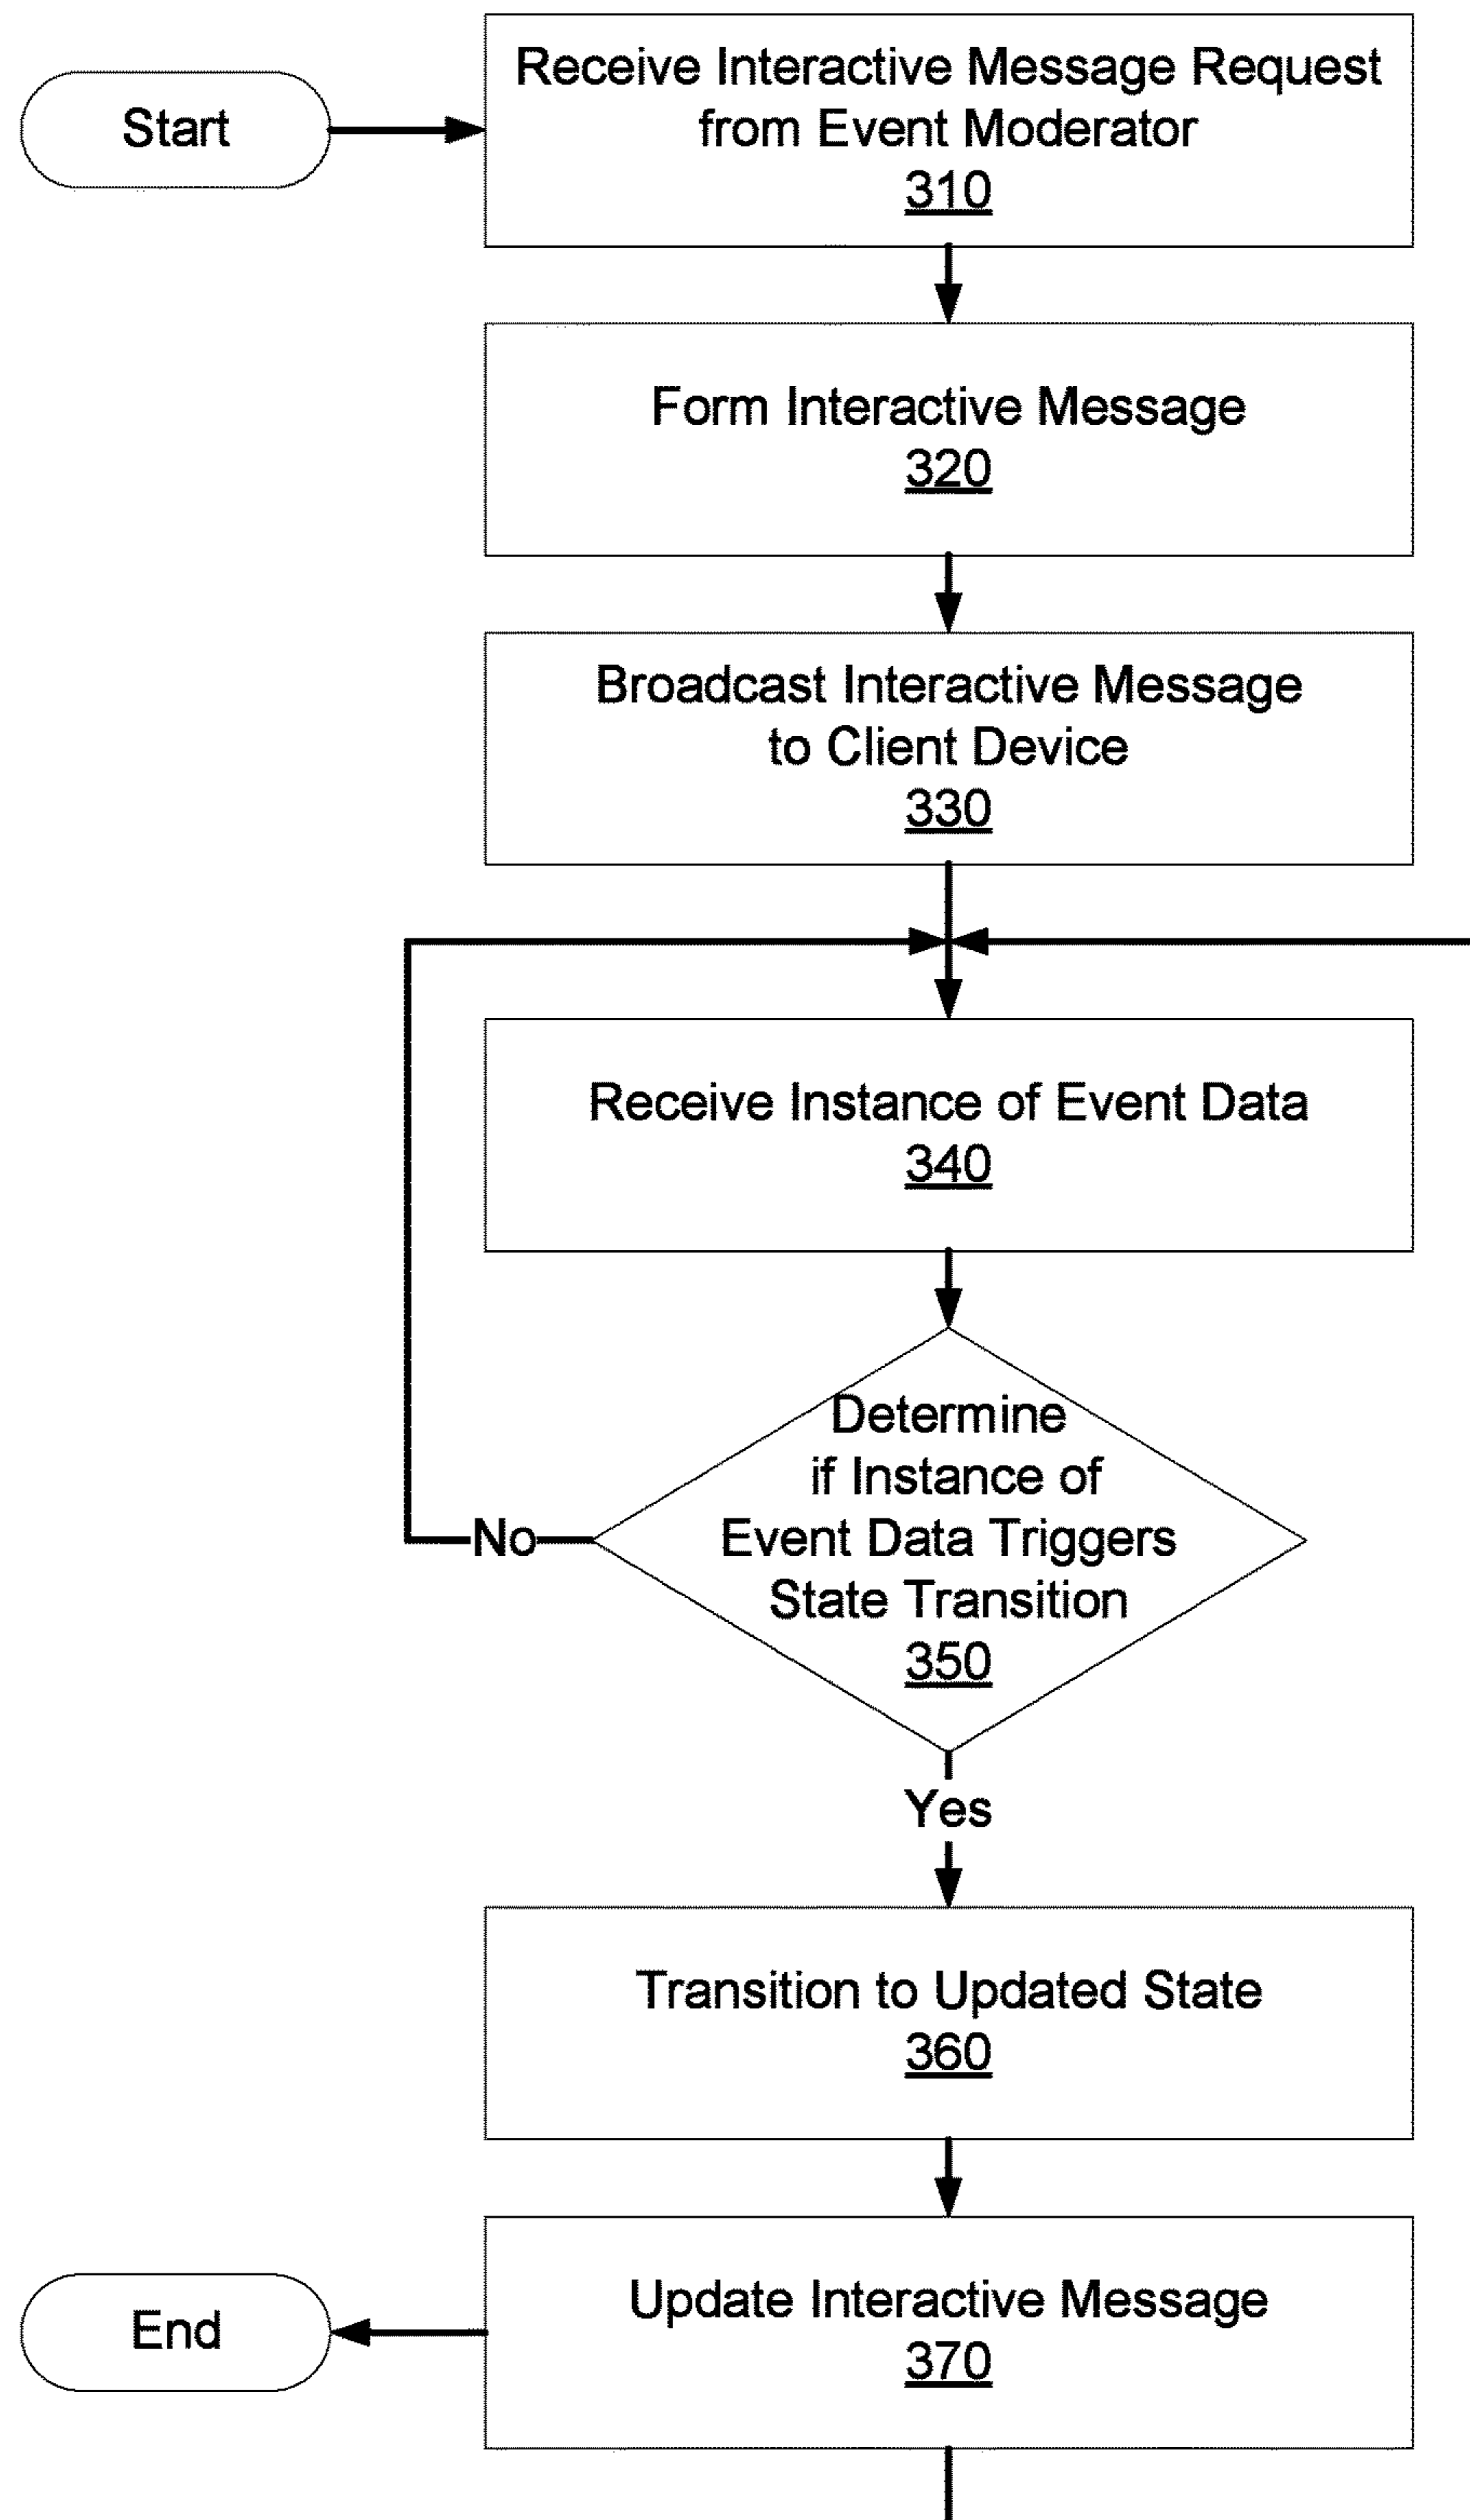 Start
Receive Interactive Message Request
from Event Moderator
310
Form Interactive Message
320
Broadcast Interactive Message
to Client Device
330
Receive Instance of Event Data
340
Determine
if Instance of
Event Data Triggers
State Transition
350
No
Yes
Transition to Updated State
360
Update Interactive Message
370
End